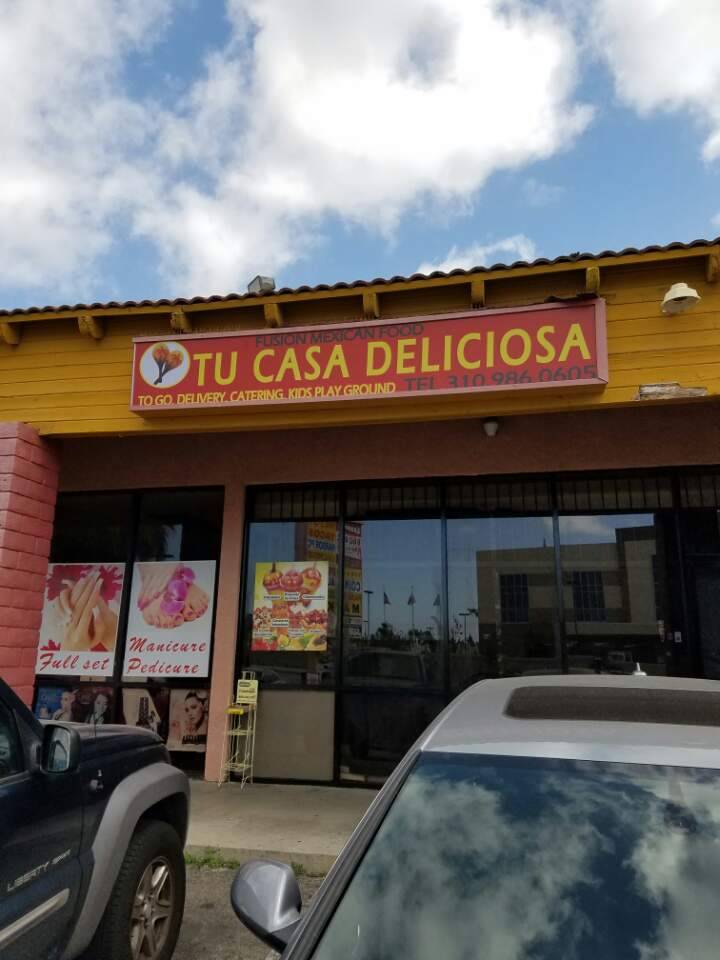 FUSION MEXICAN FOOD
TU CASA DELICIOSA
TO GO, DELIVERY, CATERING, KIDS PLAY GROUND TEL 310 986 0605
Full set
Manicure
Pedicure
LIBERTY